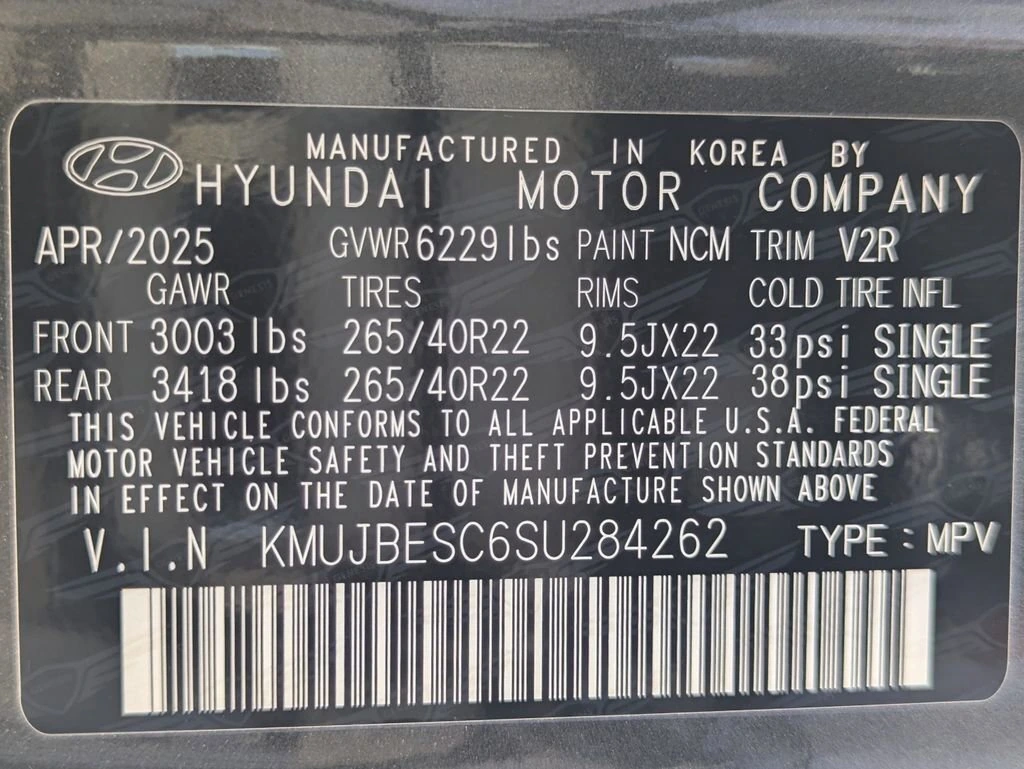 MANUFACTURED IN KOREA BY
HYUNDAI MOTOR COMPANY
APR/2025 GVWR 6229 lbs PAINT NCM TRIM V2R
GAWR TIRES RIMS COLD TIRE INFL
FRONT 3003 lbs 265/40R22 9.5JX22 33psi SINGLE
REAR 3418 lbs 265/40R22 9.5JX22 38psi SINGLE
THIS VEHICLE CONFORMS TO ALL APPLICABLE U.S.A. FEDERAL
MOTOR VEHICLE SAFETY AND THEFT PREVENTION STANDARDS
IN EFFECT ON THE DATE OF MANUFACTURE SHOWN ABOVE
V.I.N KMUJBESC6SU284262 TYPE : MPV